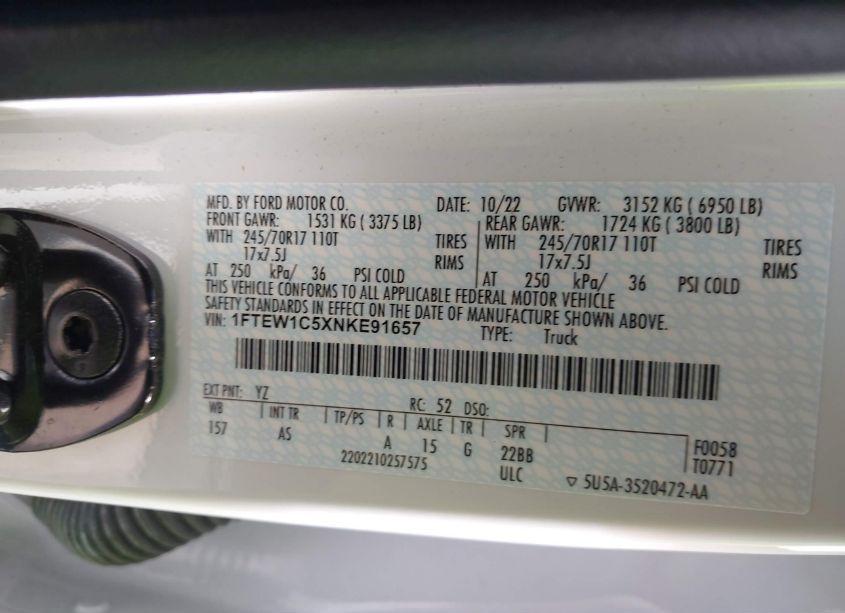 MFD. BY FORD MOTOR CO. DATE: 10/22 GVWR: 3152 KG ( 6950 LB)
FRONT GAWR: 1531 KG ( 3375 LB) REAR GAWR: 1724 KG ( 3800 LB)
WITH 245/70R17 110T TIRES WITH 245/70R17 110T TIRES
17x7.5J RIMS 17x7.5J RIMS
AT 250 kPa/ 36 PSI COLD AT 250 kPa/ 36 PSI COLD
THIS VEHICLE CONFORMS TO ALL APPLICABLE FEDERAL MOTOR VEHICLE
SAFETY STANDARDS IN EFFECT ON THE DATE OF MANUFACTURE SHOWN ABOVE.
VIN: 1FTEW1C5XNKE91657 TYPE: Truck
EXT PNT: YZ RC: 52 DSO:
WB INT TR TP/PS R AXLE TR SPR
157 AS A 15 G 22BB F0058
2202210257575 ULC T0771
▽ 5U5A-3520472-AA